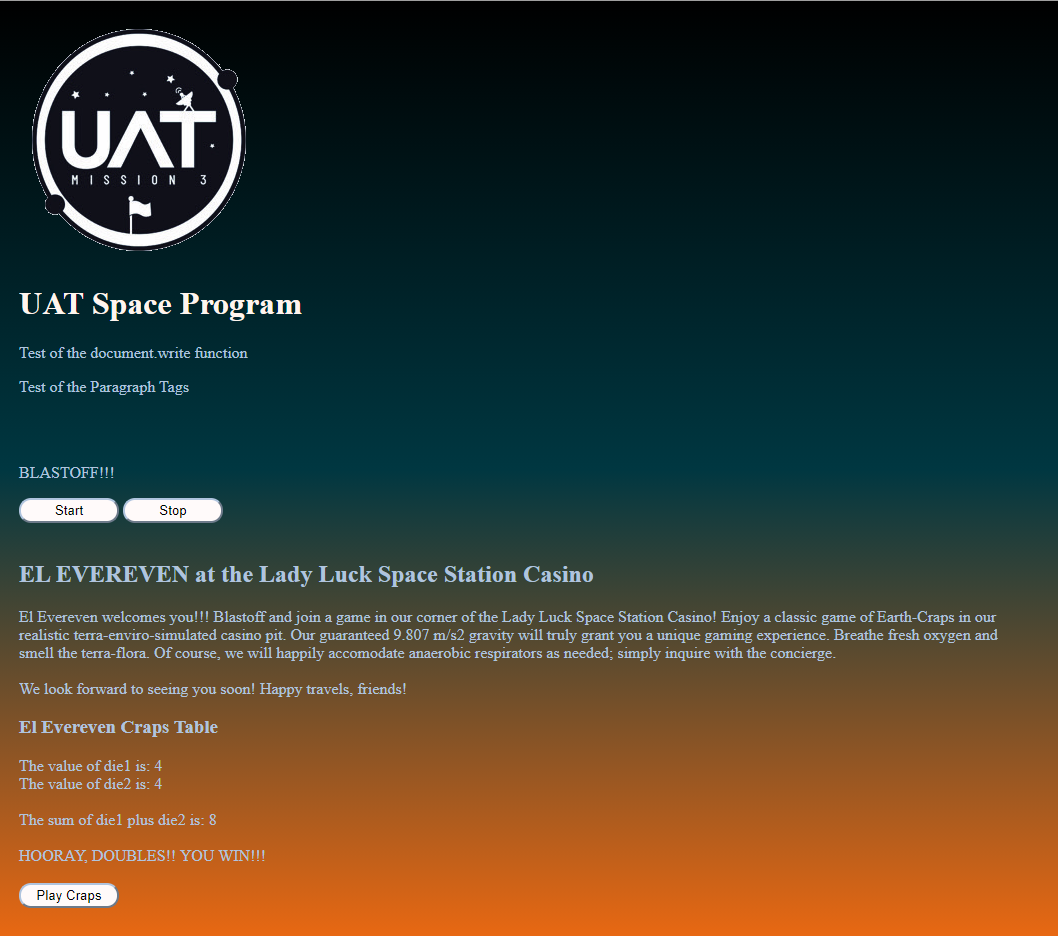 UAT
MISSION 3
UAT Space Program
Test of the document.write function
Test of the Paragraph Tags
BLASTOFF!!!
Start Stop
EL EVEREVEN at the Lady Luck Space Station Casino
El Evereven welcomes you!!! Blastoff and join a game in our corner of the Lady Luck Space Station Casino! Enjoy a classic game of Earth-Craps in our
realistic terra-enviro-simulated casino pit. Our guaranteed 9.807 m/s2 gravity will truly grant you a unique gaming experience. Breathe fresh oxygen and
smell the terra-flora. Of course, we will happily accomodate anaerobic respirators as needed; simply inquire with the concierge.
We look forward to seeing you soon! Happy travels, friends!
El Evereven Craps Table
The value of die1 is: 4
The value of die2 is: 4
The sum of die1 plus die2 is: 8
HOORAY, DOUBLES!! YOU WIN!!!
Play Craps